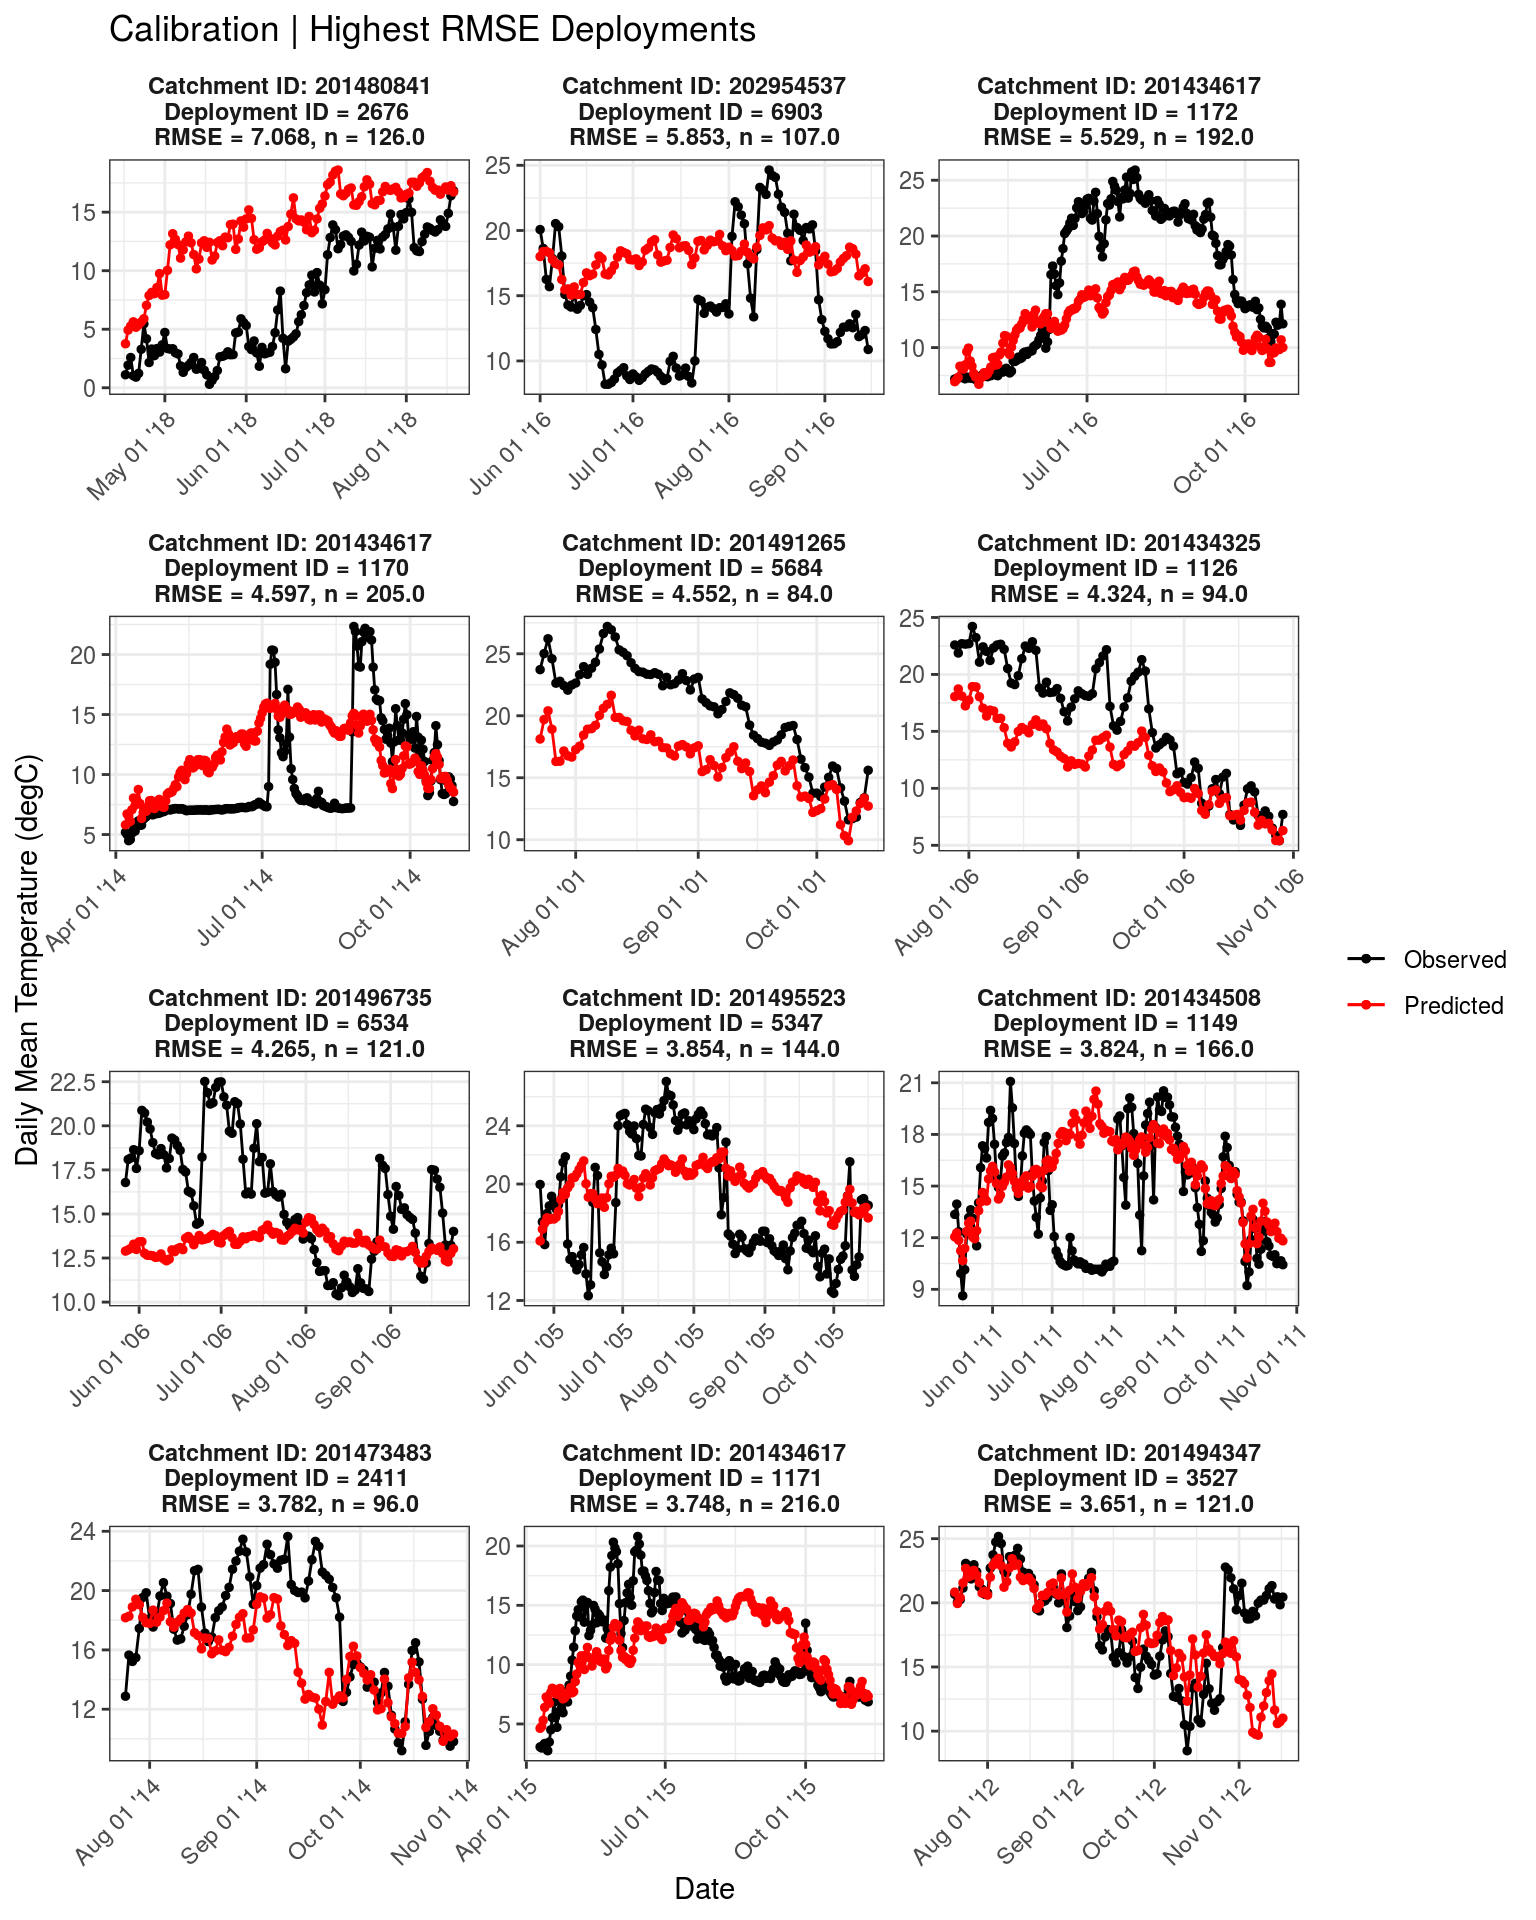 Calibration | Highest RMSE Deployments
Catchment ID: 201480841
Deployment ID = 2676
RMSE = 7.068, n = 126.0
Catchment ID: 202954537
Deployment ID = 6903
RMSE = 5.853, n = 107.0
Catchment ID: 201434617
Deployment ID = 1172
RMSE = 5.529, n = 192.0
15
10
5
0
May 01 '18
Jun 01 '18
Jul 01 '18
Aug 01 '18
25
20
15
10
Jun 01 '16
Jul 01 '16
Aug 01 '16
Sep 01 '16
25
20
15
10
Jul 01 '16
Oct 01 '16
Catchment ID: 201434617
Deployment ID = 1170
RMSE = 4.597, n = 205.0
Catchment ID: 201491265
Deployment ID = 5684
RMSE = 4.552, n = 84.0
Catchment ID: 201434325
Deployment ID = 1126
RMSE = 4.324, n = 94.0
20
15
10
5
Apr 01 '14
Jul 01 '14
Oct 01 '14
25
20
15
10
Aug 01 '01
Sep 01 '01
Oct 01 '01
25
20
15
10
5
Aug 01 '06
Sep 01 '06
Oct 01 '06
Nov 01 '06
Daily Mean Temperature (degC)
Observed
Predicted
Catchment ID: 201496735
Deployment ID = 6534
RMSE = 4.265, n = 121.0
Catchment ID: 201495523
Deployment ID = 5347
RMSE = 3.854, n = 144.0
Catchment ID: 201434508
Deployment ID = 1149
RMSE = 3.824, n = 166.0
22.5
20.0
17.5
15.0
12.5
10.0
Jun 01 '06
Jul 01 '06
Aug 01 '06
Sep 01 '06
24
20
16
12
Jun 01 '05
Jul 01 '05
Aug 01 '05
Sep 01 '05
Oct 01 '05
21
18
15
12
9
Jun 01 '11
Jul 01 '11
Aug 01 '11
Sep 01 '11
Oct 01 '11
Nov 01 '11
Catchment ID: 201473483
Deployment ID = 2411
RMSE = 3.782, n = 96.0
Catchment ID: 201434617
Deployment ID = 1171
RMSE = 3.748, n = 216.0
Catchment ID: 201494347
Deployment ID = 3527
RMSE = 3.651, n = 121.0
24
20
16
12
Aug 01 '14
Sep 01 '14
Oct 01 '14
Nov 01 '14
20
15
10
5
Apr 01 '15
Jul 01 '15
Oct 01 '15
25
20
15
10
Aug 01 '12
Sep 01 '12
Oct 01 '12
Nov 01 '12
Date